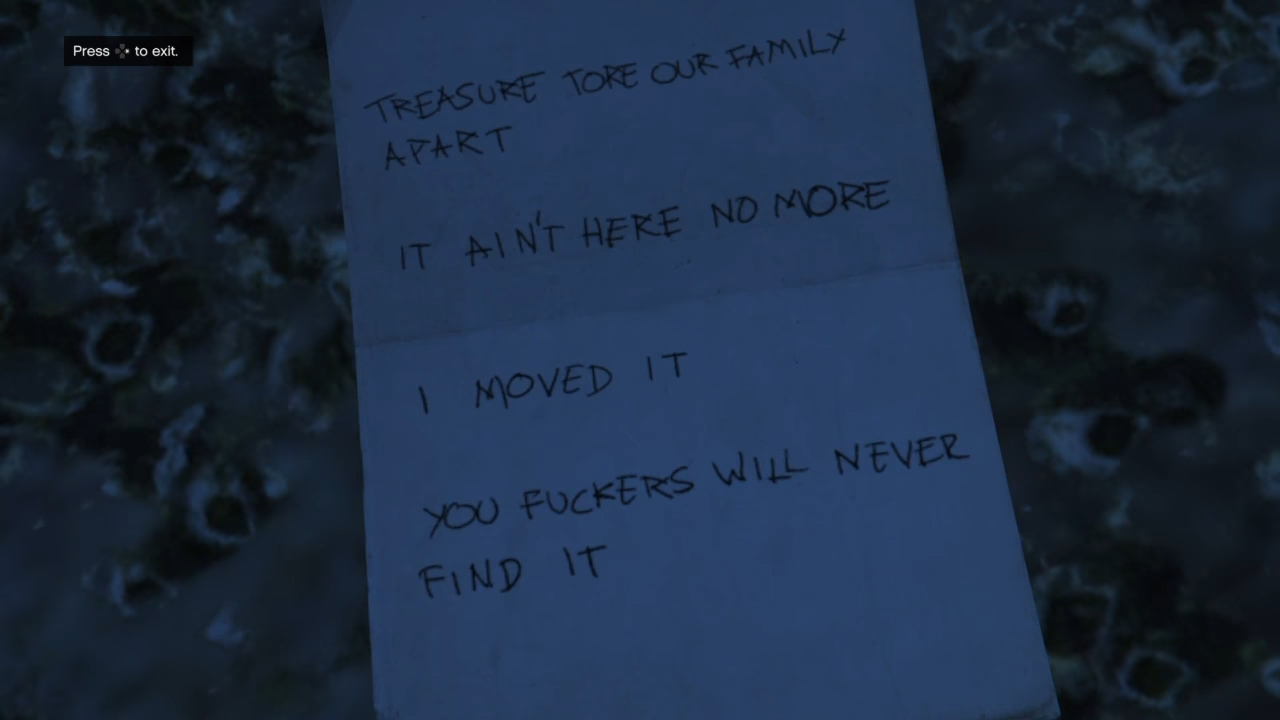 Press to exit.
TREASURE TORE OUR FAMILY
APART
IT AIN'T HERE NO MORE
I MOVED IT
YOU FUCKERS WILL NEVER
FIND IT